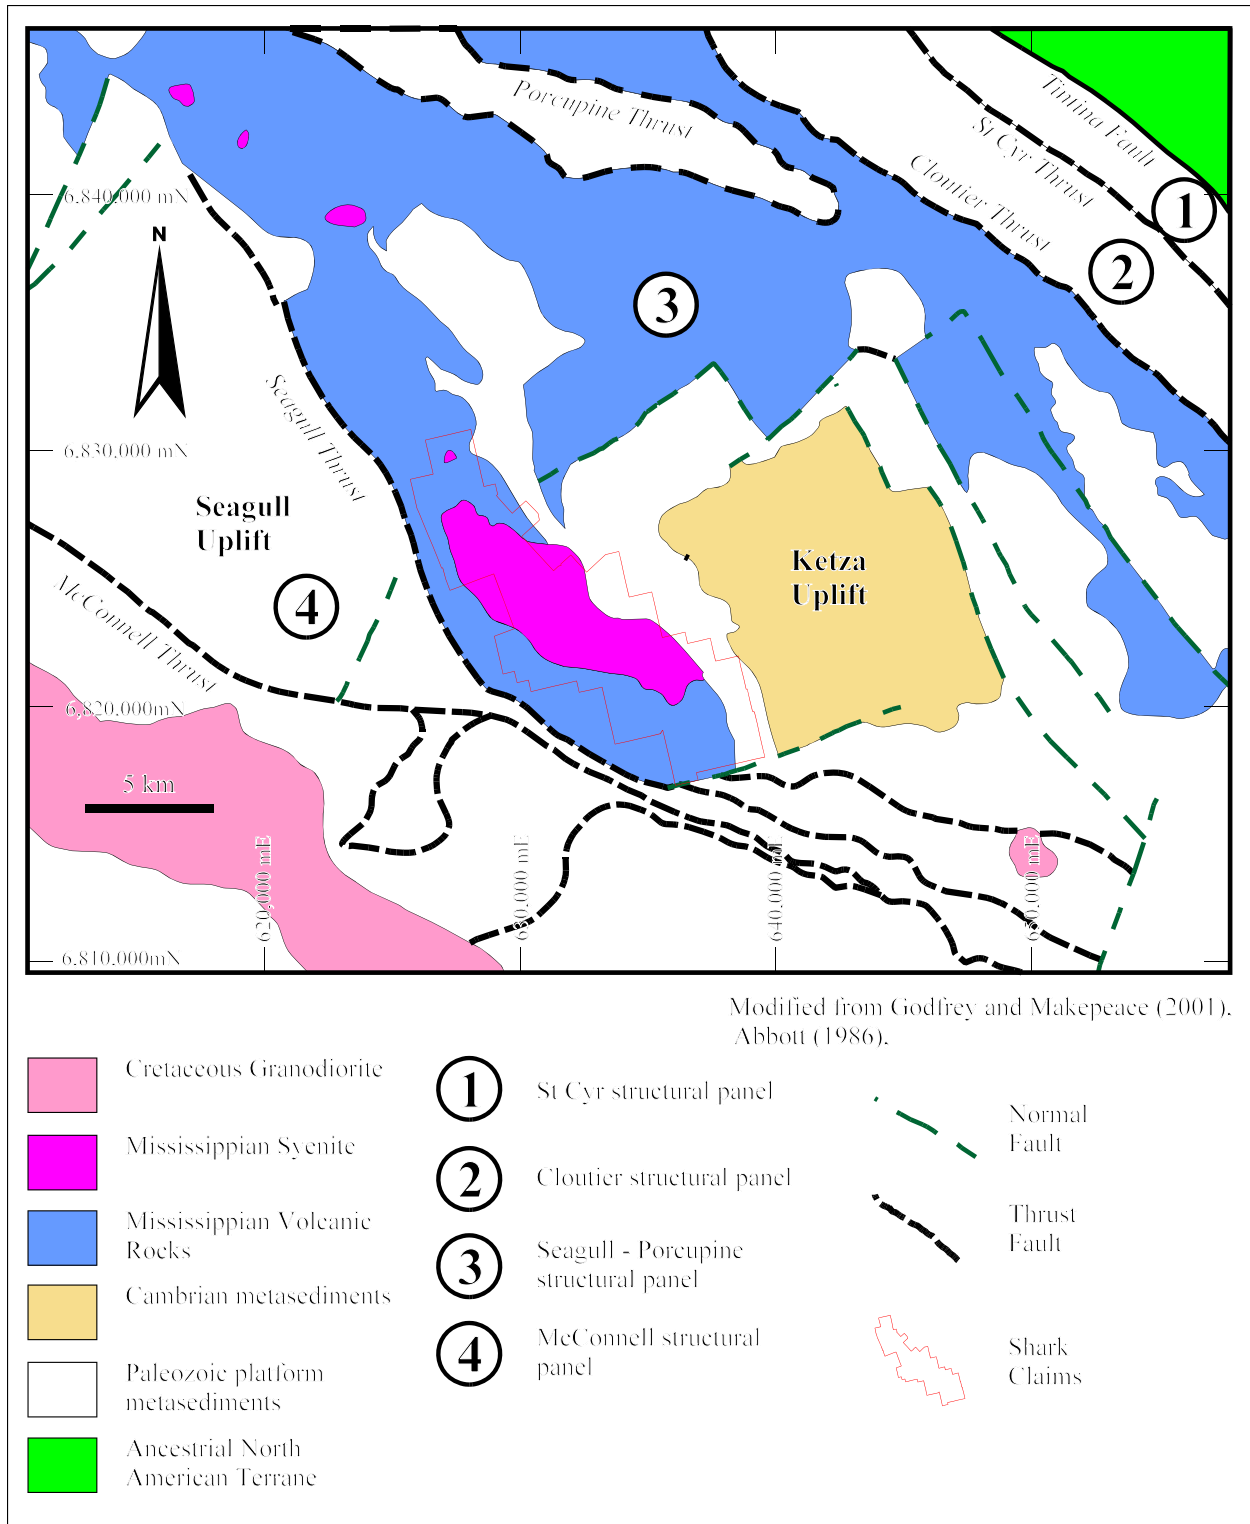 Porcupine Thrust
Tintina Fault
St Cyr Thrust
Cloutier Thrust
1
2
3
6,840,000 mN
N
Seagull Thrust
6,830,000 mN
Seagull
Uplift
Ketza
Uplift
4
McConnell Thrust
6,820,000mN
5 km
620,000 mE
630,000 mE
640,000 mE
650,000 mE
6,810,000mN
Modified from Godfrey and Makepeace (2001),
Abbott (1986).
Cretaceous Granodiorite
Mississippian Syenite
Mississippian Volcanic
Rocks
Cambrian metasediments
Paleozoic platform
metasediments
Ancestrial North
American Terrane
1
St Cyr structural panel
2
Cloutier structural panel
3
Seagull - Porcupine
structural panel
4
McConnell structural
panel
Normal
Fault
Thrust
Fault
Shark
Claims